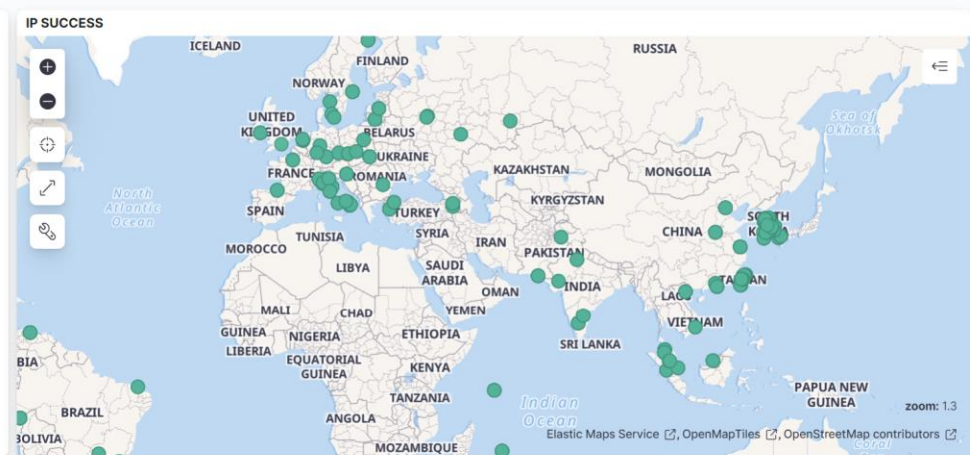 IP SUCCESS
ICELAND
RUSSIA
FINLAND
NORWAY
Sea of
Okhotsk
UNITED
KINGDOM
BELARUS
UKRAINE
FRANCE
ROMANIA
KAZAKHSTAN
MONGOLIA
North
Atlantic
Ocean
SPAIN
TURKEY
KYRGYZSTAN
SOUTH
KOREA
CHINA
TUNISIA
SYRIA
IRAN
MOROCCO
PAKISTAN
LIBYA
SAUDI
ARABIA
OMAN
INDIA
TAIWAN
LAOS
MALI
CHAD
YEMEN
GUINEA
NIGERIA
ETHIOPIA
VIETNAM
LIBERIA
SRI LANKA
BIA
EQUATORIAL
GUINEA
KENYA
TANZANIA
PAPUA NEW
GUINEA
BRAZIL
Indian
Ocean
zoom: 1.3
ANGOLA
BOLIVIA
MOZAMBIQUE
Elastic Maps Service, OpenMapTiles, OpenStreetMap contributors
Coral